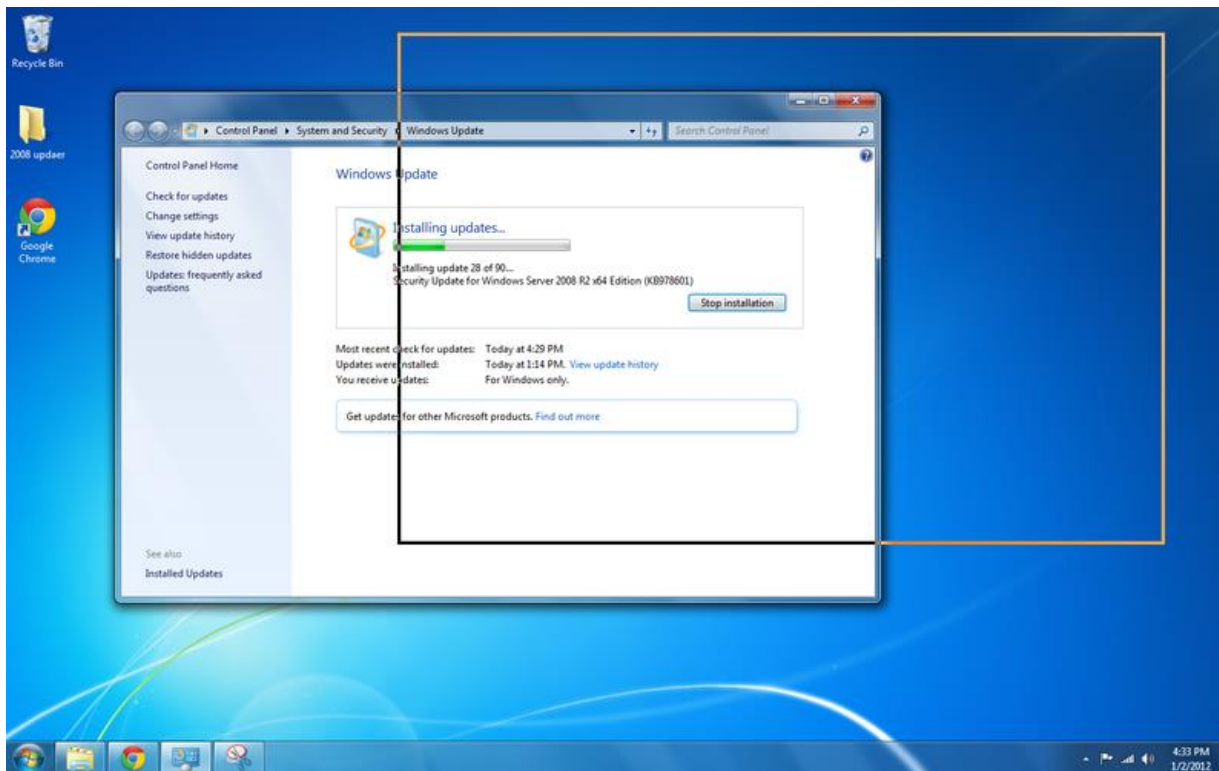 Recycle Bin
2008 updaer
Google
Chrome
Control Panel System and Security Windows Update
Search Control Panel
Control Panel Home
Check for updates
Change settings
View update history
Restore hidden updates
Updates: frequently asked
questions
See also
Installed Updates
Windows Update
Installing updates...
Installing update 28 of 90...
Security Update for Windows Server 2008 R2 x64 Edition (KB978601)
Stop installation
Most recent check for updates: Today at 4:29 PM
Updates were installed: Today at 1:14 PM. View update history
You receive updates: For Windows only.
Get updates for other Microsoft products. Find out more
4:33 PM
1/2/2012